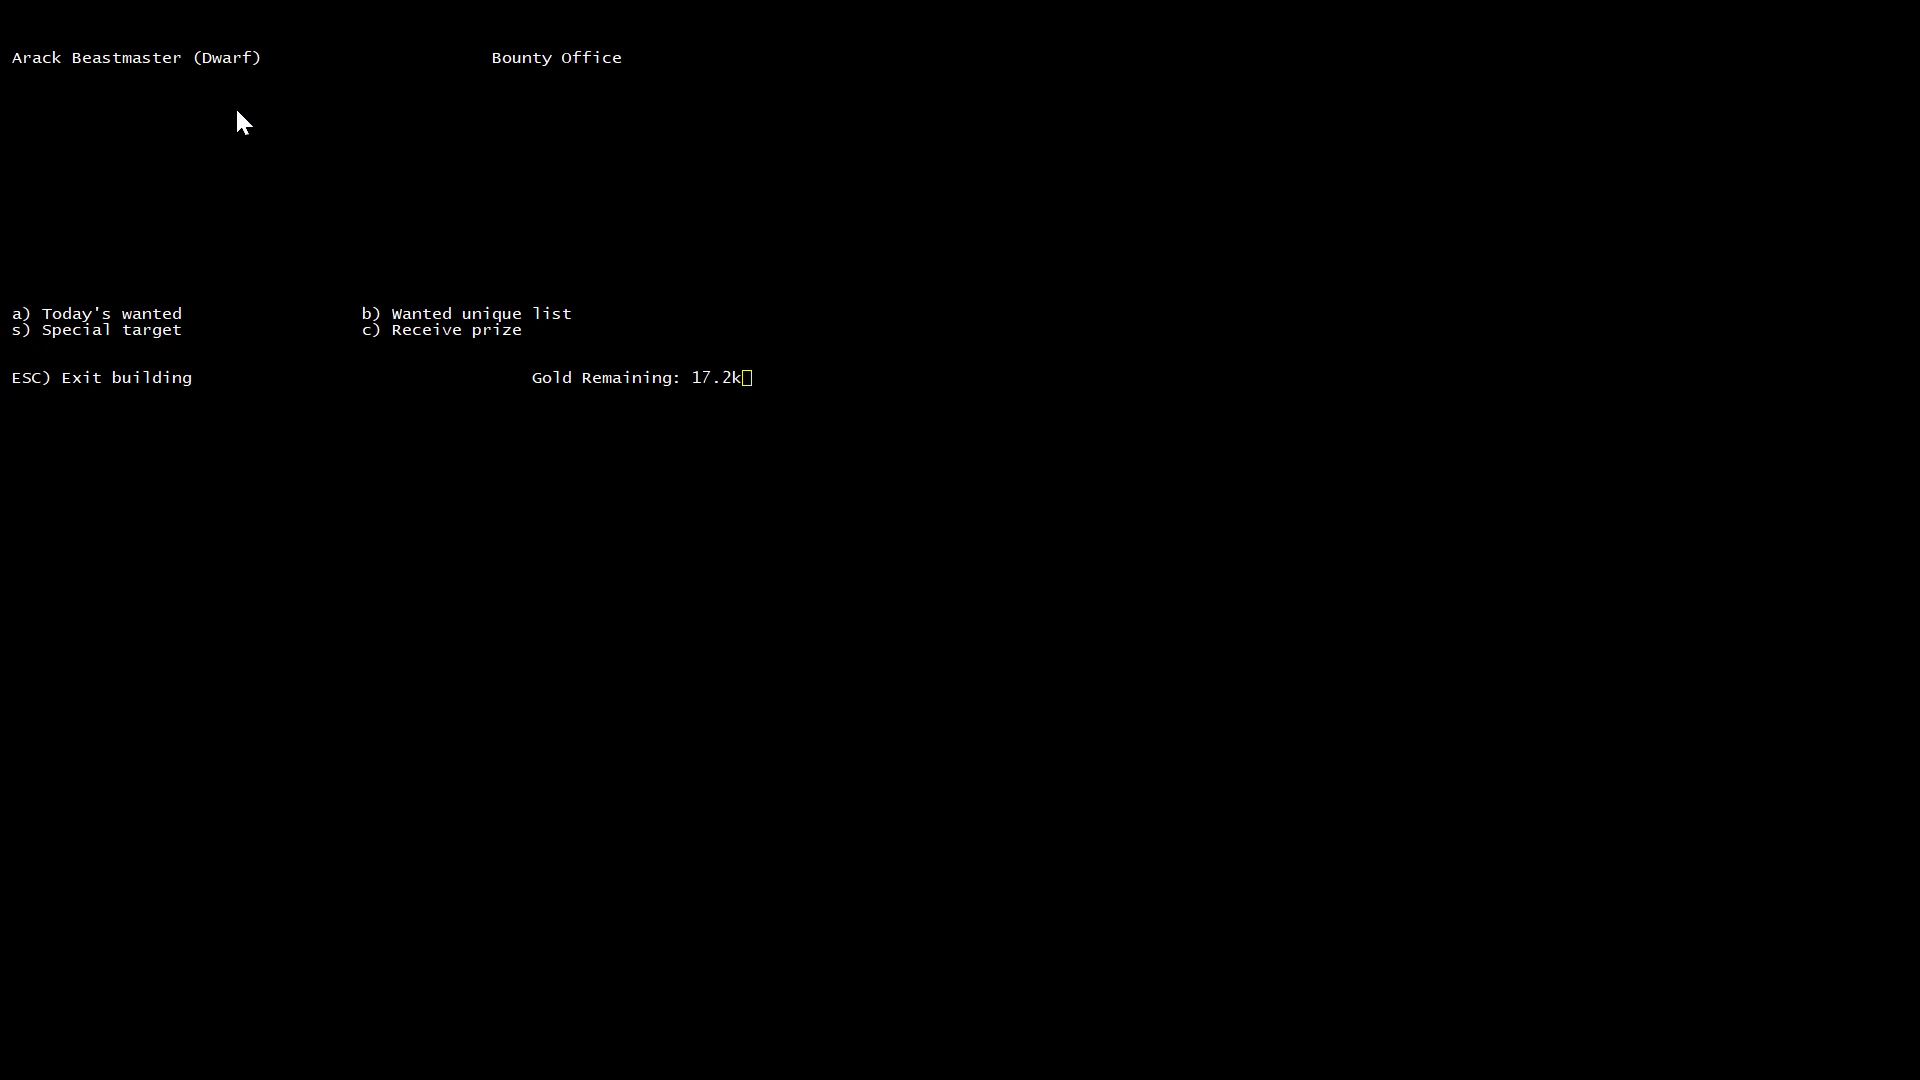 Arack Beastmaster (Dwarf) Bounty Office
a) Today's wanted b) Wanted unique list
s) Special target c) Receive prize
ESC) Exit building Gold Remaining: 17.2k